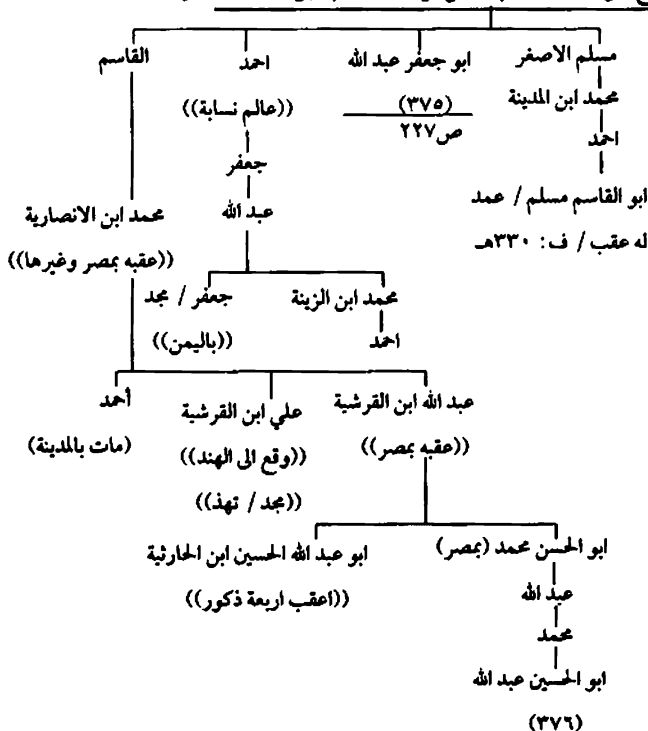 مسلم الاصغر
محمد ابن المدينة
احمد
ابو القاسم مسلم / عمد
له عقب / ف: ٣٣٠هـ
ابو جعفر عبد الله
(٣٧٥)
ص٢٢٧
احمد
((عالم نسابة))
جعفر
عبد الله
محمد ابن الزينة
احمد
جعفر / مجد
((باليمن))
القاسم
محمد ابن الانصارية
((عقبه بمصر وغيرها))
عبد الله ابن القرشية
((عقبه بمصر))
علي ابن القرشية
((وقع الى الهند))
((مجد / تهذ))
أحمد
(مات بالمدينة)
ابو الحسن محمد (بمصر)
عبد الله
محمد
ابو الحسين عبد الله
(٣٧٦)
ابو عبد الله الحسين ابن الحارثية
((اعقب اربعة ذكور))